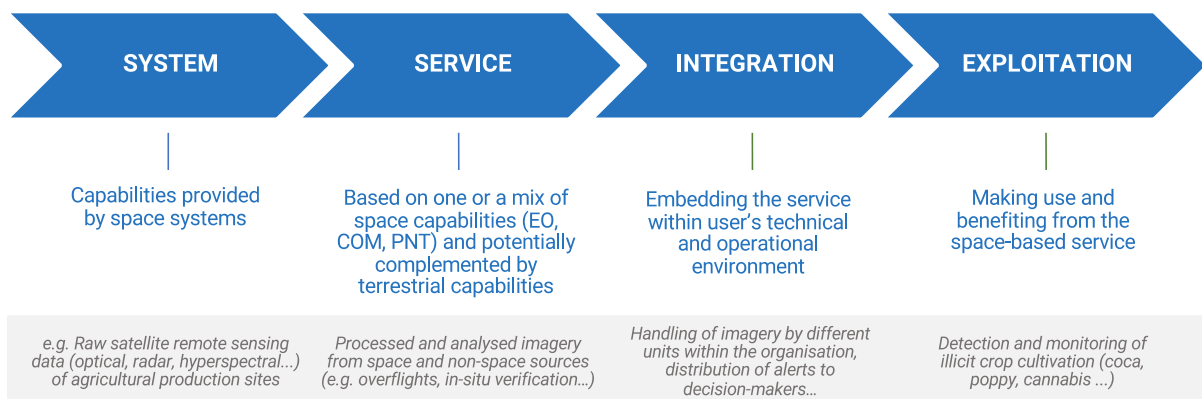 SYSTEM
SERVICE
INTEGRATION
EXPLOITATION
Capabilities provided
by space systems
Based on one or a mix of
space capabilities (EO,
COM, PNT) and potentially
complemented by
terrestrial capabilities
Embedding the service
within user's technical
and operational
environment
Making use and
benefiting from the
space-based service
e.g. Raw satellite remote sensing
data (optical, radar, hyperspectral...)
of agricultural production sites
Processed and analysed imagery
from space and non-space sources
(e.g. overflights, in-situ verification…)
Handling of imagery by different
units within the organisation,
distribution of alerts to
decision-makers…
Detection and monitoring of
illicit crop cultivation (coca,
poppy, cannabis ...)